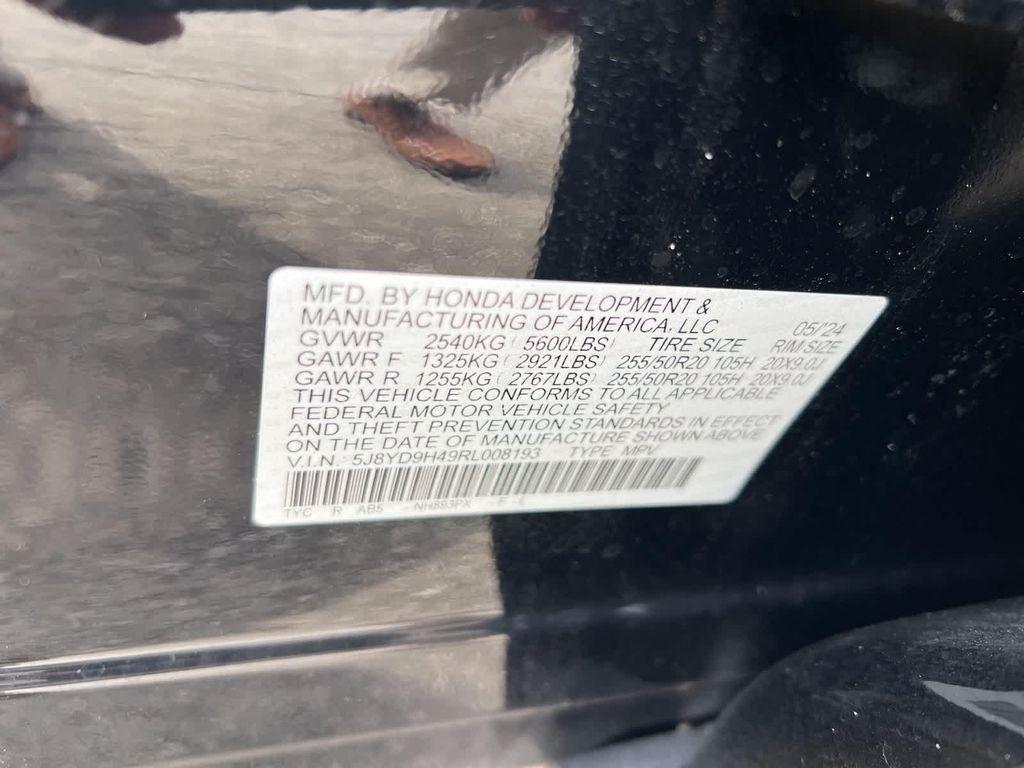 MFD. BY HONDA DEVELOPMENT &
MANUFACTURING OF AMERICA, LLC 05/'24
GVWR 2540KG ( 5600LBS) TIRE SIZE RIM SIZE
GAWR F 1325KG ( 2921LBS) 255/50R20 105H 20X9.0J
GAWR R 1255KG ( 2767LBS) 255/50R20 105H 20X9.0J
THIS VEHICLE CONFORMS TO ALL APPLICABLE
FEDERAL MOTOR VEHICLE SAFETY
AND THEFT PREVENTION STANDARDS IN EFFECT
ON THE DATE OF MANUFACTURE SHOWN ABOVE
V.I.N. 5J8YD9H49RL008193 TYPE MPV
TYC R AB5 NH893PX